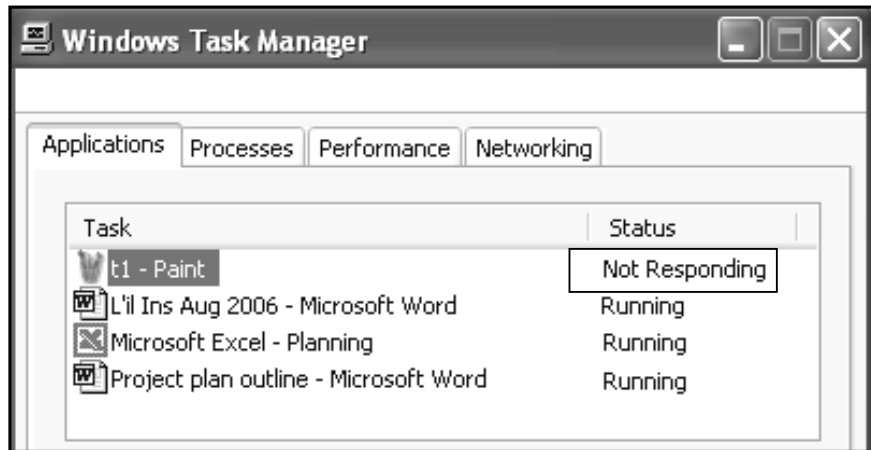 Windows Task Manager
Applications Processes Performance Networking
Task Status
t1 - Paint Not Responding
L'il Ins Aug 2006 - Microsoft Word Running
Microsoft Excel - Planning Running
Project plan outline - Microsoft Word Running